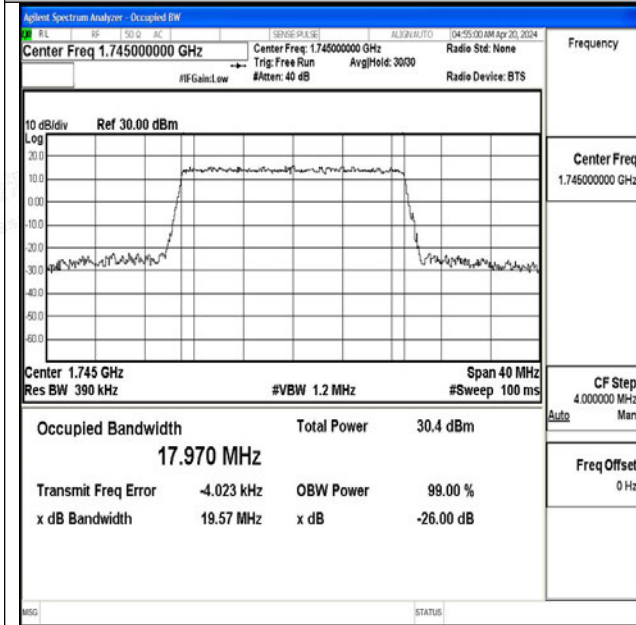 Agilent Spectrum Analyzer - Occupied BW
RL RF 50 Ω AC SENSE:PULSE ALIGNAUTO 04:55:00 AM Apr 20, 2024
Center Freq 1.745000000 GHz Center Freq: 1.745000000 GHz Radio Std: None
Trig: Free Run Avg|Hold: 30/30
#IFGain:Low #Atten: 40 dB Radio Device: BTS
Frequency
10 dB/div Ref 30.00 dBm
Log
20.0
10.0
0.00
-10.0
-20.0
-30.0
-40.0
-50.0
-60.0
Center Freq
1.745000000 GHz
Center 1.745 GHz Span 40 MHz
Res BW 390 kHz #VBW 1.2 MHz #Sweep 100 ms
CF Step
4.000000 MHz
Auto Man
Occupied Bandwidth Total Power 30.4 dBm
17.970 MHz
Transmit Freq Error -4.023 kHz OBW Power 99.00 %
x dB Bandwidth 19.57 MHz x dB -26.00 dB
Freq Offset
0 Hz
MSG STATUS